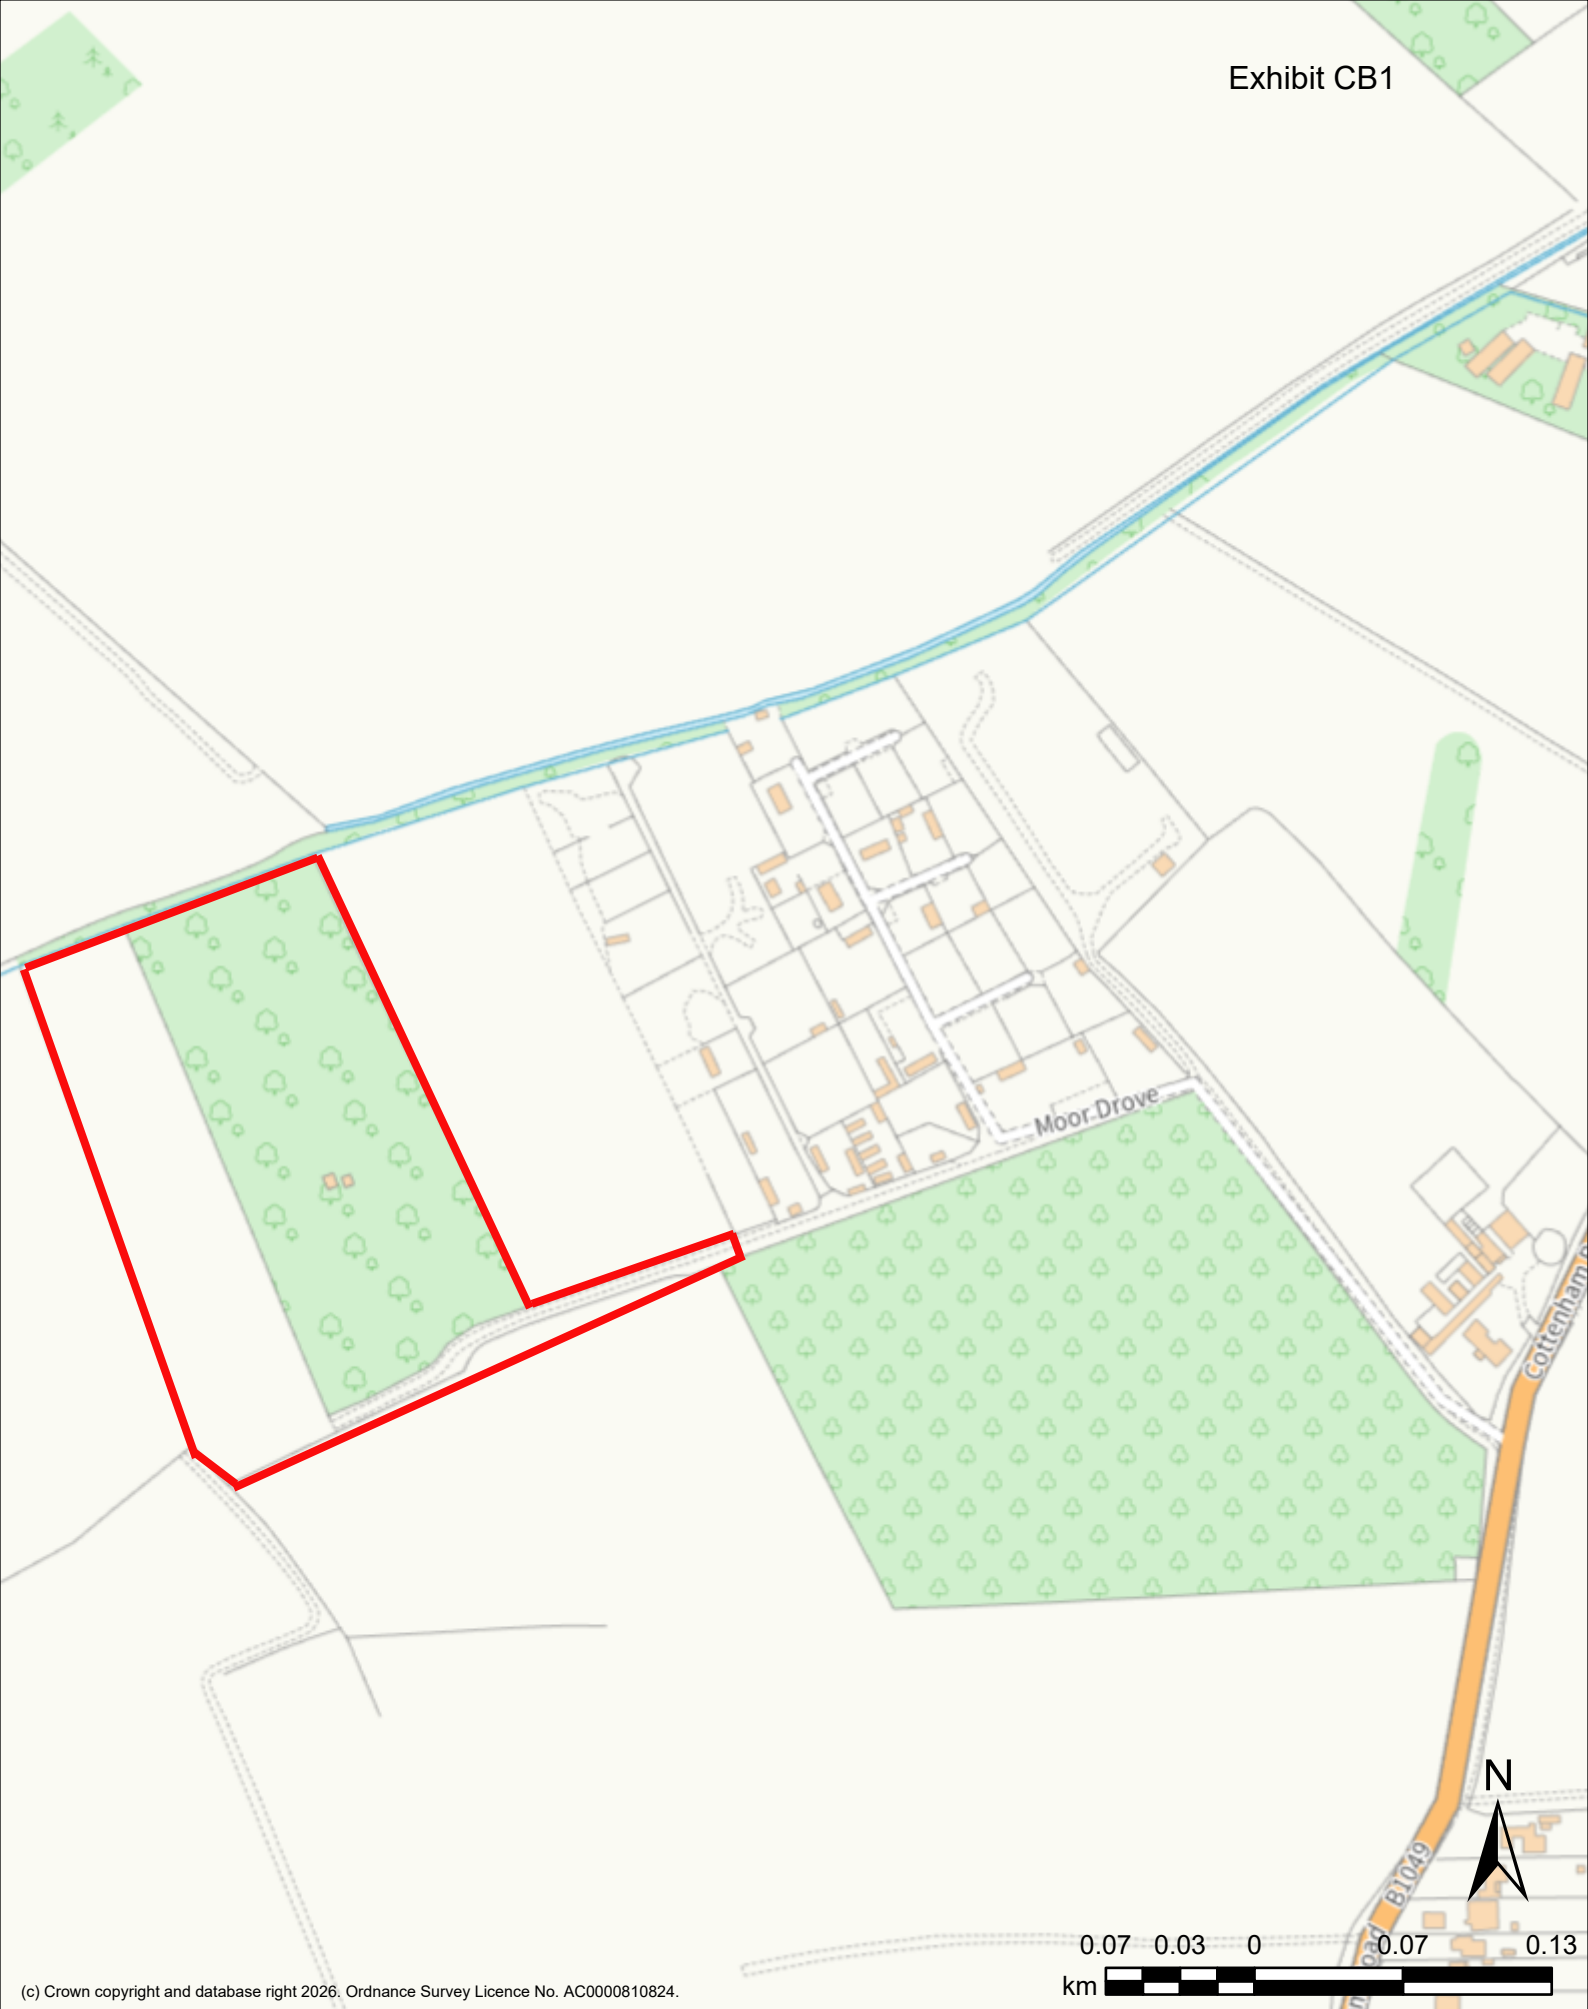 Exhibit CB1
Moor Drove
Cottenham
N
B1049
0.07 0.03 0 0.07 0.13
km
(c) Crown copyright and database right 2026. Ordnance Survey Licence No. AC0000810824.